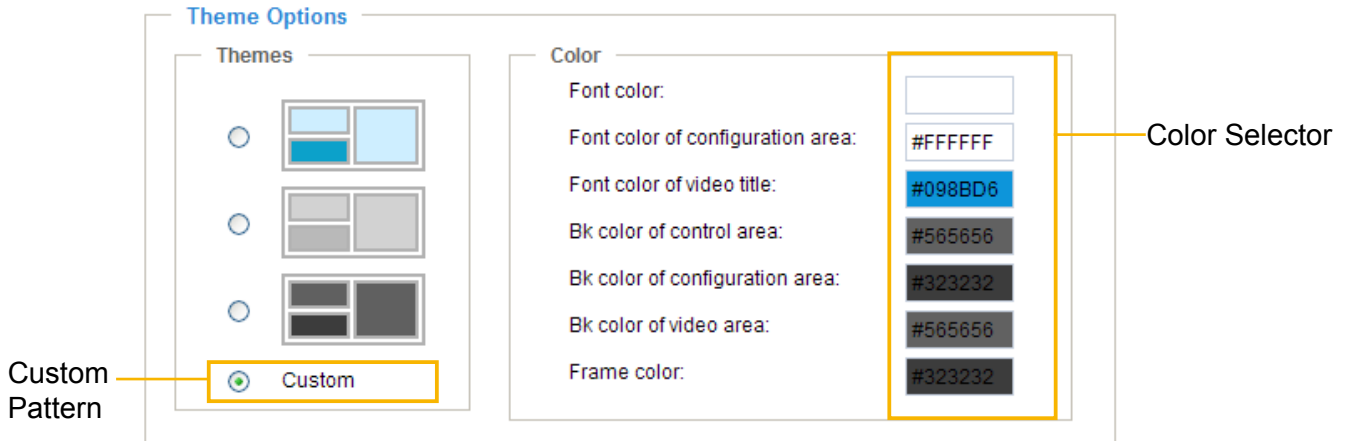 Theme Options
Themes
Custom
Color
Font color:
Font color of configuration area: #FFFFFF
Font color of video title: #098BD6
Bk color of control area: #565656
Bk color of configuration area: #323232
Bk color of video area: #565656
Frame color: #323232
Color Selector
Custom
Pattern